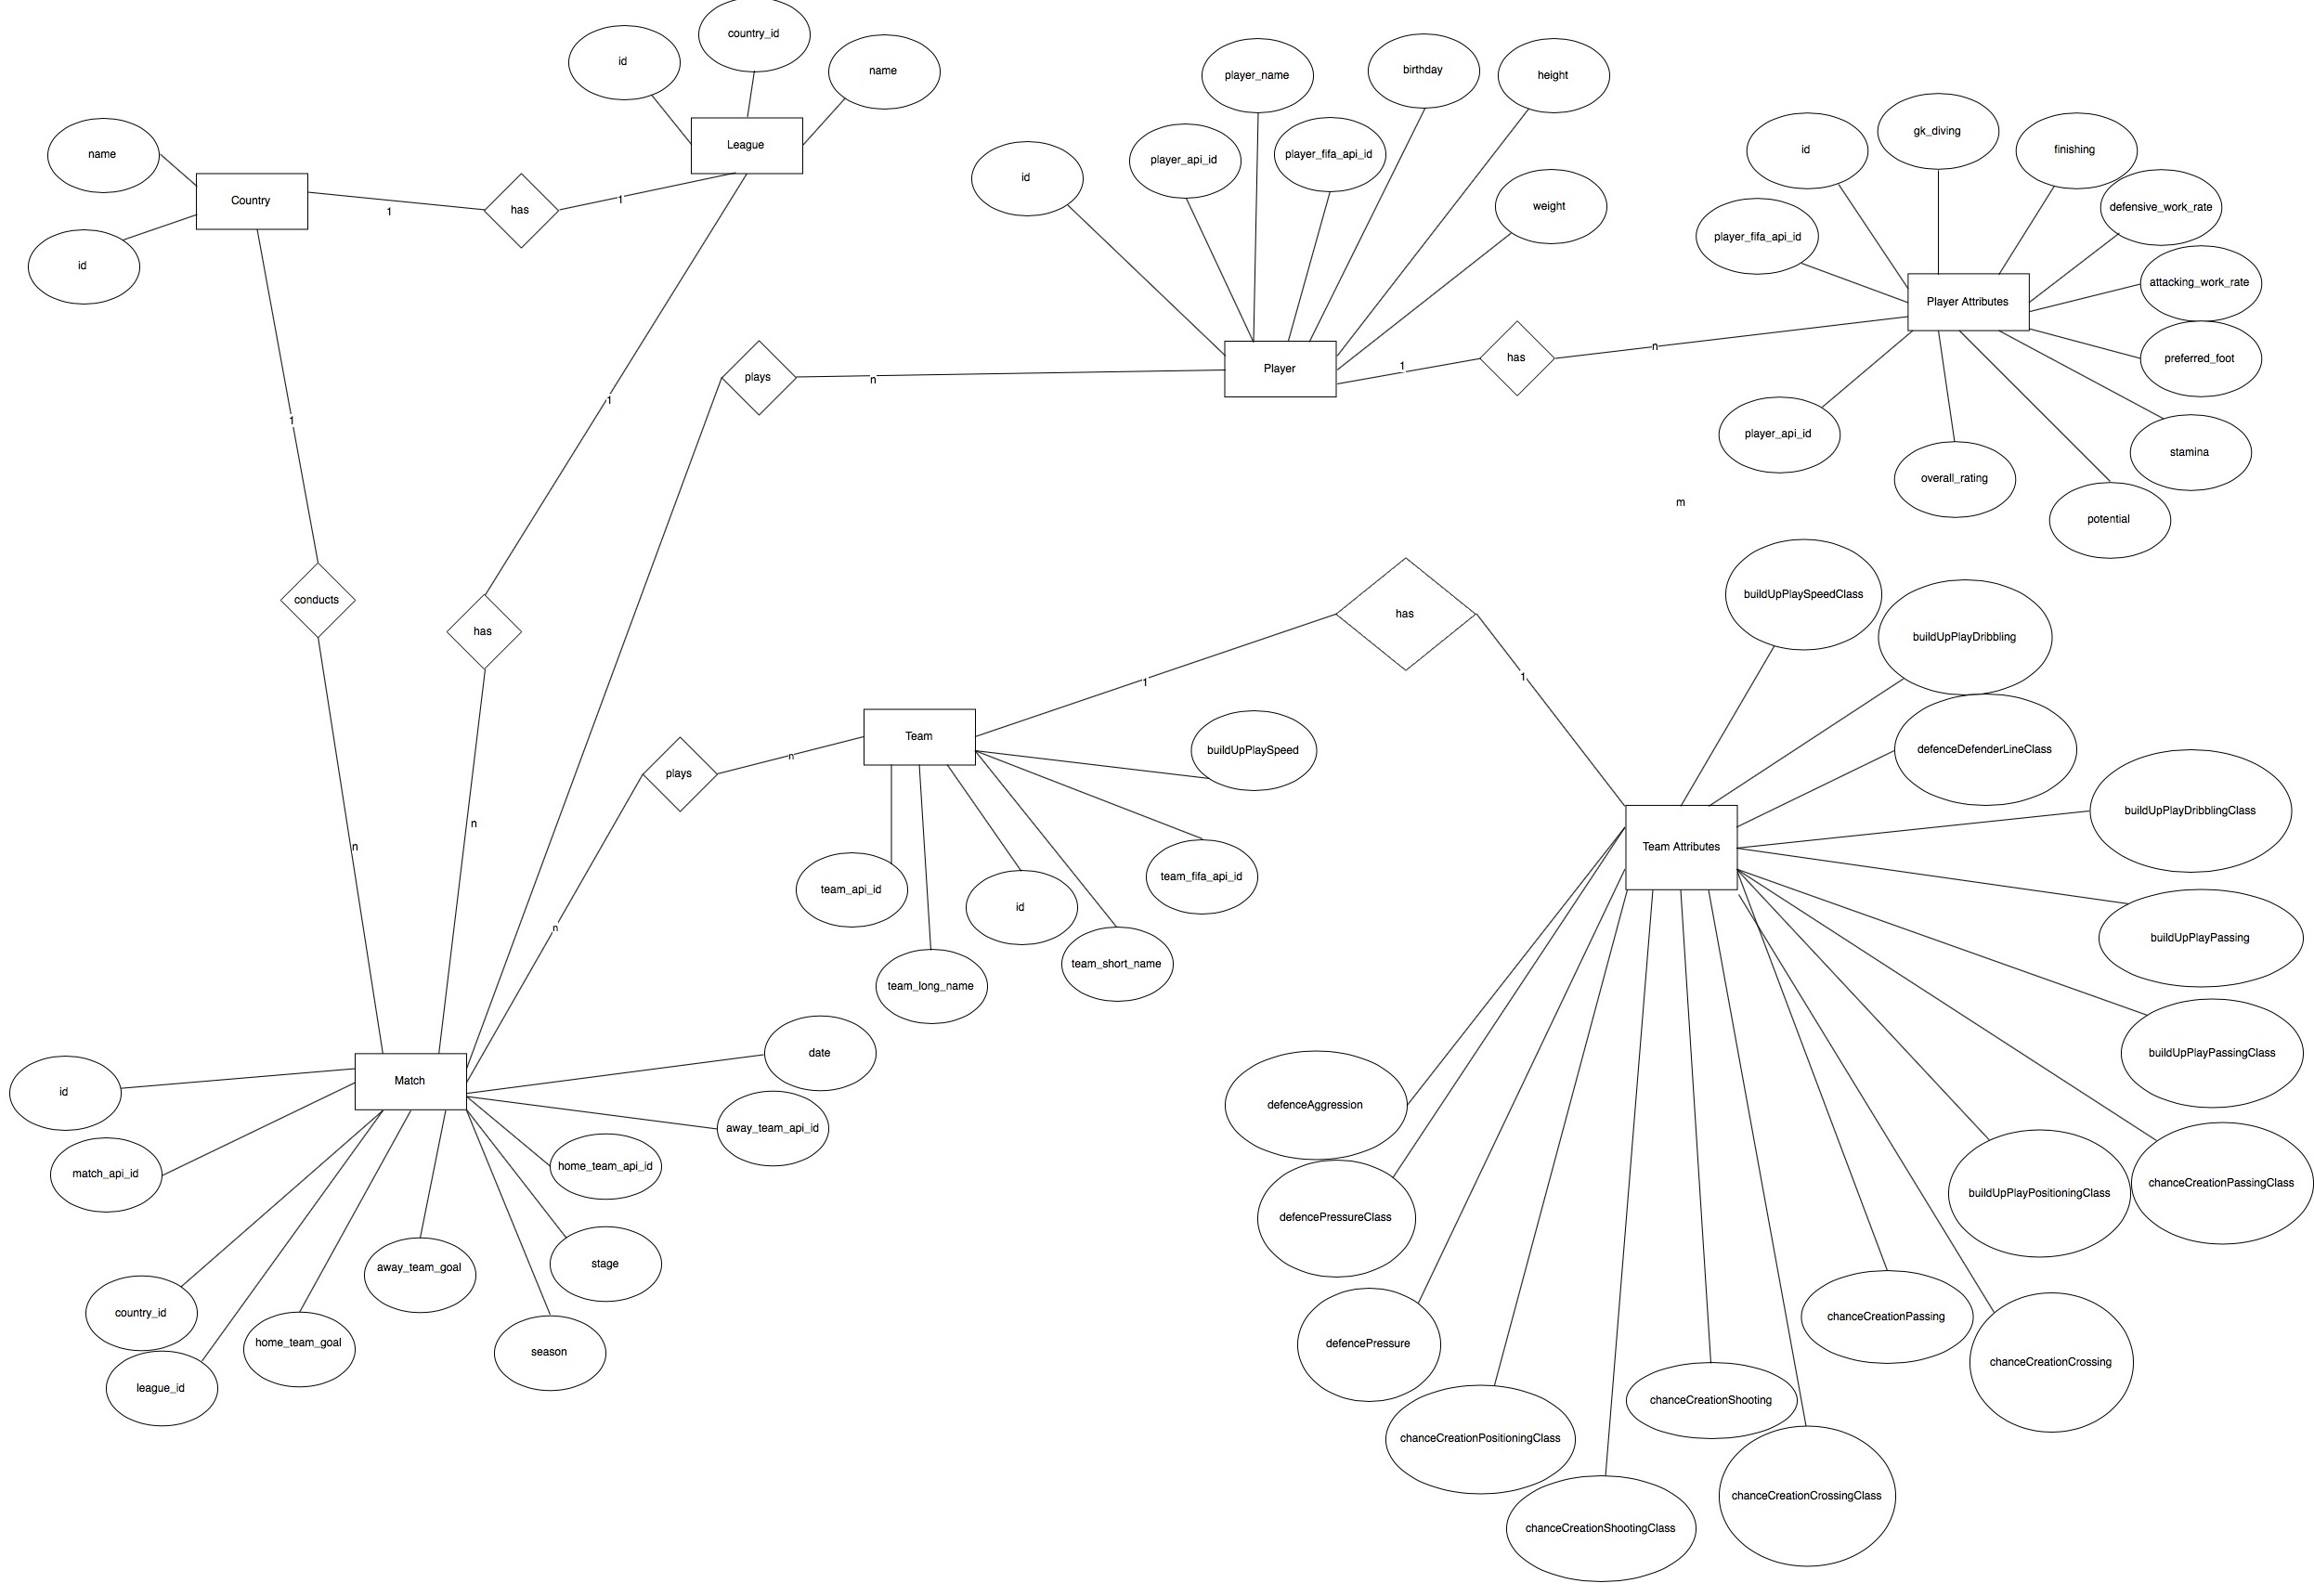 id
country_id
name
League
name
Country
id
1
has
1
player_name
birthday
height
player_api_id
player_fifa_api_id
id
weight
Player
id
gk_diving
finishing
player_fifa_api_id
defensive_work_rate
attacking_work_rate
Player Attributes
preferred_foot
player_api_id
overall_rating
potential
stamina
1
has
n
plays
n
1
1
m
conducts
has
has
1
1
n
n
plays
n
n
Team
buildUpPlaySpeed
team_api_id
id
team_fifa_api_id
team_long_name
team_short_name
buildUpPlaySpeedClass
buildUpPlayDribbling
defenceDefenderLineClass
buildUpPlayDribblingClass
Team Attributes
buildUpPlayPassing
buildUpPlayPassingClass
chanceCreationPassingClass
buildUpPlayPositioningClass
chanceCreationPassing
chanceCreationCrossing
defenceAggression
defencePressureClass
defencePressure
chanceCreationPositioningClass
chanceCreationShooting
chanceCreationShootingClass
chanceCreationCrossingClass
Match
id
date
away_team_api_id
match_api_id
home_team_api_id
away_team_goal
stage
country_id
home_team_goal
season
league_id